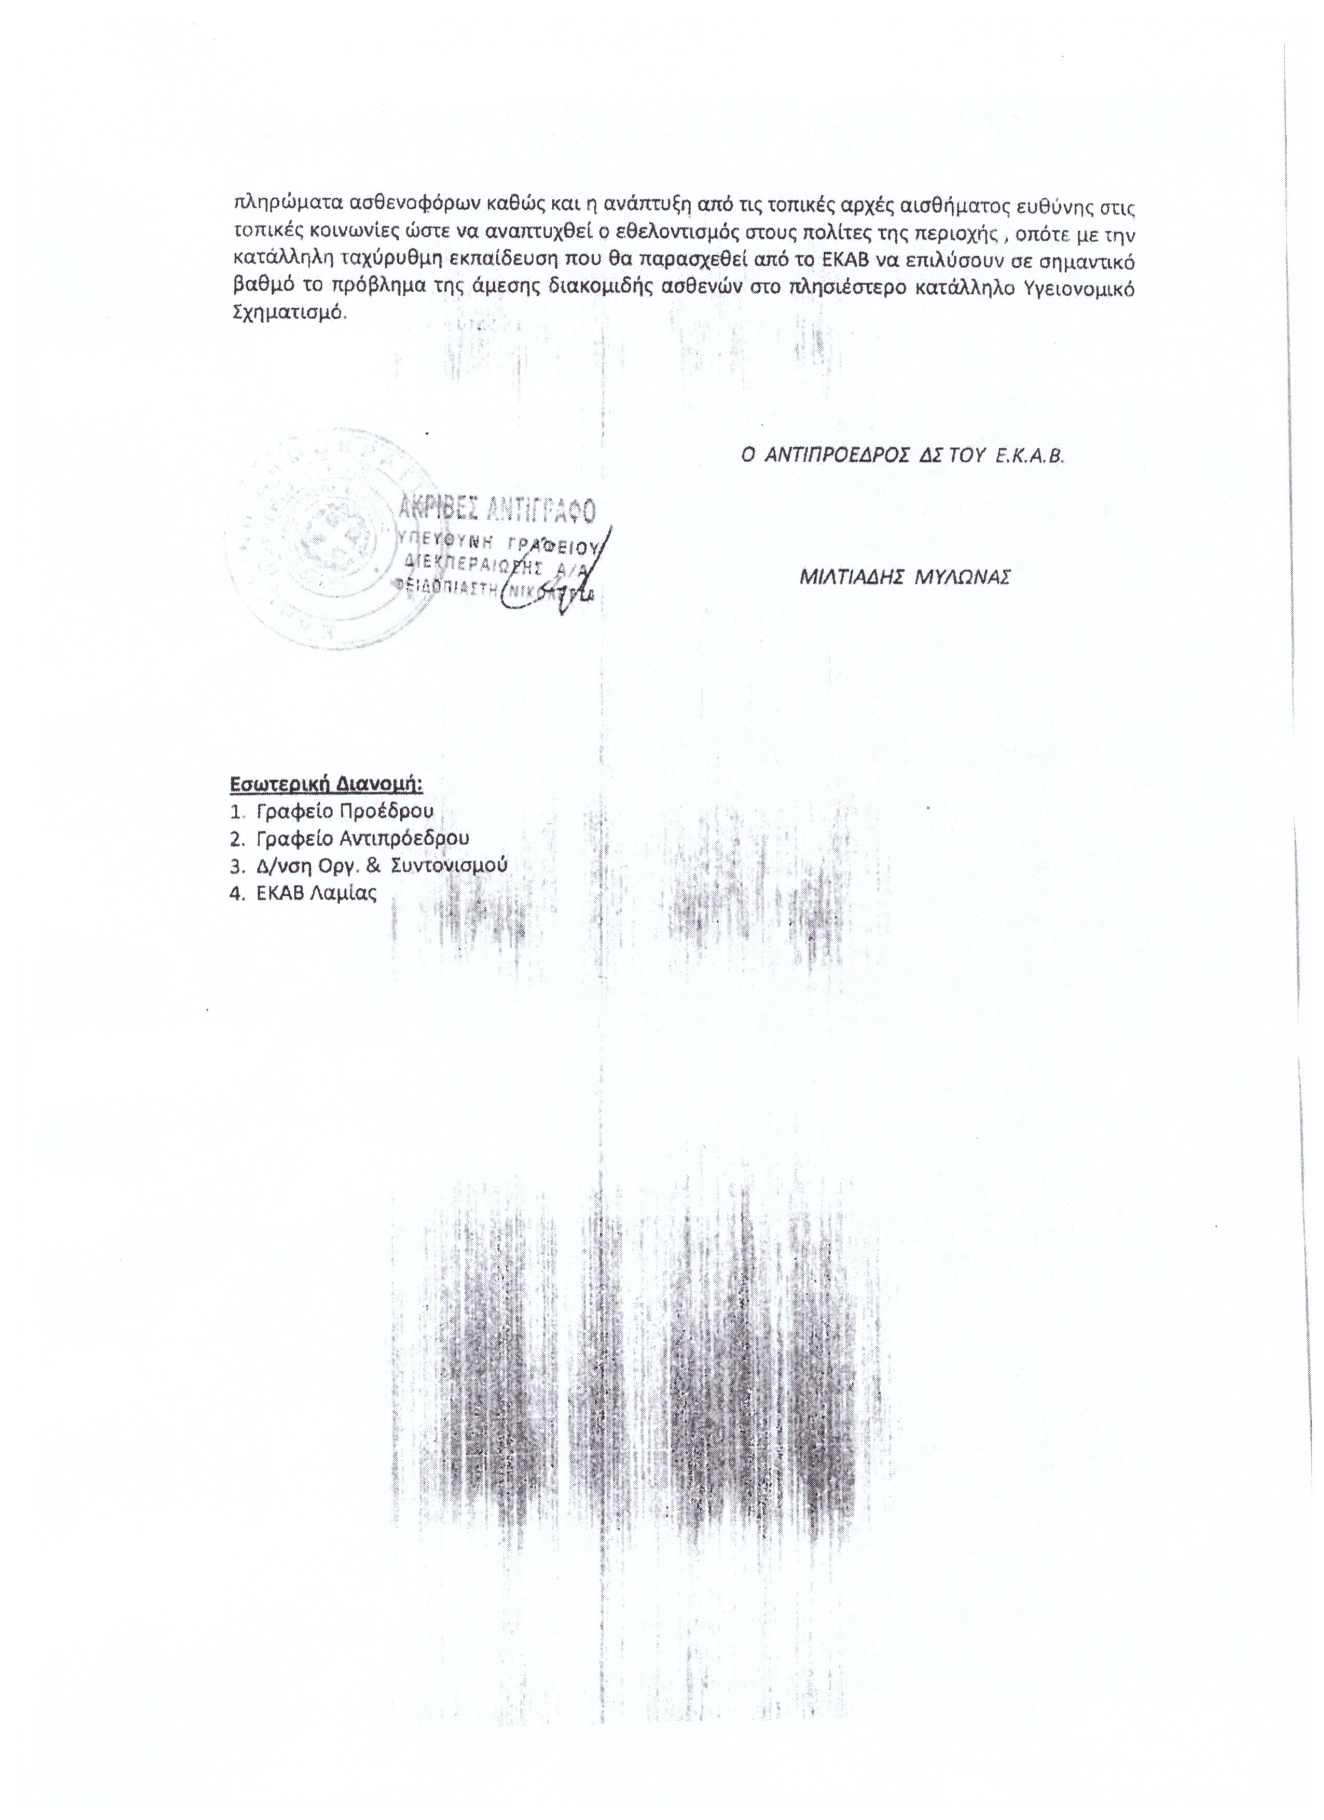 πληρώματα ασθενοφόρων καθώς και η ανάπτυξη από τις τοπικές αρχές αισθήματος ευθύνης στις
τοπικές κοινωνίες ώστε να αναπτυχθεί ο εθελοντισμός στους πολίτες της περιοχής , οπότε με την
κατάλληλη ταχύρυθμη εκπαίδευση που θα παρασχεθεί από το ΕΚΑΒ να επιλύσουν σε σημαντικό
βαθμό το πρόβλημα της άμεσης διακομιδής ασθενών στο πλησιέστερο κατάλληλο Υγειονομικό
Σχηματισμό.
Ο ΑΝΤΙΠΡΟΕΔΡΟΣ ΔΣ ΤΟΥ Ε.Κ.Α.Β.
ΑΚΡΙΒΕΣ ΑΝΤΙΓΡΑΦΟ
ΥΠΕΥΘΥΝΗ ΓΡΑΦΕΙΟΥ
ΔΙΕΚΠΕΡΑΙΩΣΗΣ Α/Α
ΦΕΙΔΟΠΙΑΣΤΗ
ΜΙΛΤΙΑΔΗΣ ΜΥΛΩΝΑΣ
Εσωτερική Διανομή:
1. Γραφείο Προέδρου
2. Γραφείο Αντιπρόεδρου
3. Δ/νση Οργ. & Συντονισμού
4. ΕΚΑΒ Λαμίας